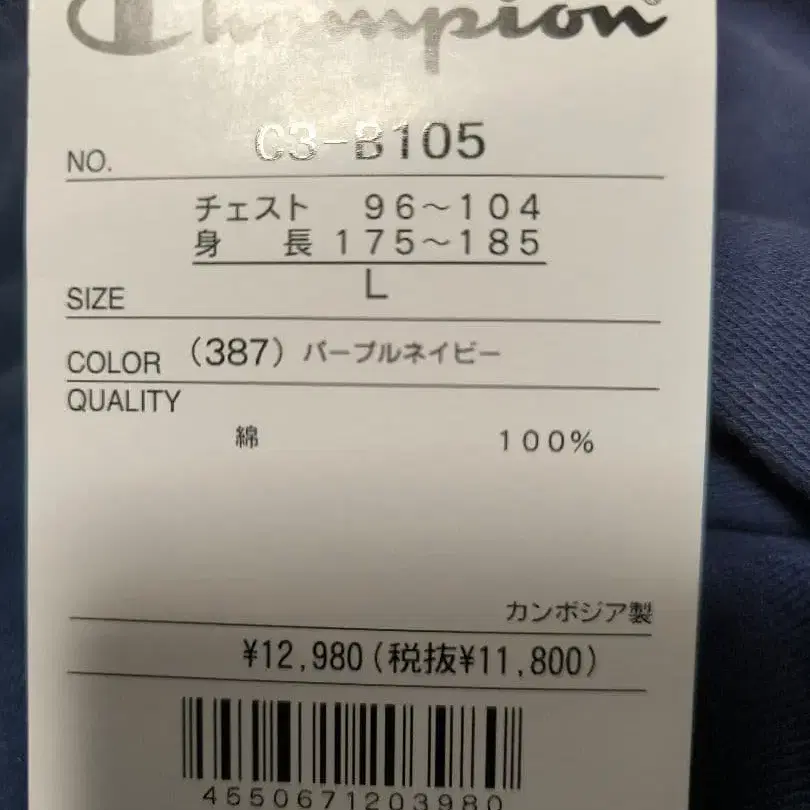 Champion
NO. C3-B105
チェスト 96～104
身 長 175～185
SIZE L
COLOR (387) パープルネイビー
QUALITY
綿 100%
カンボジア製
¥12,980(税抜¥11,800)
4550671203980